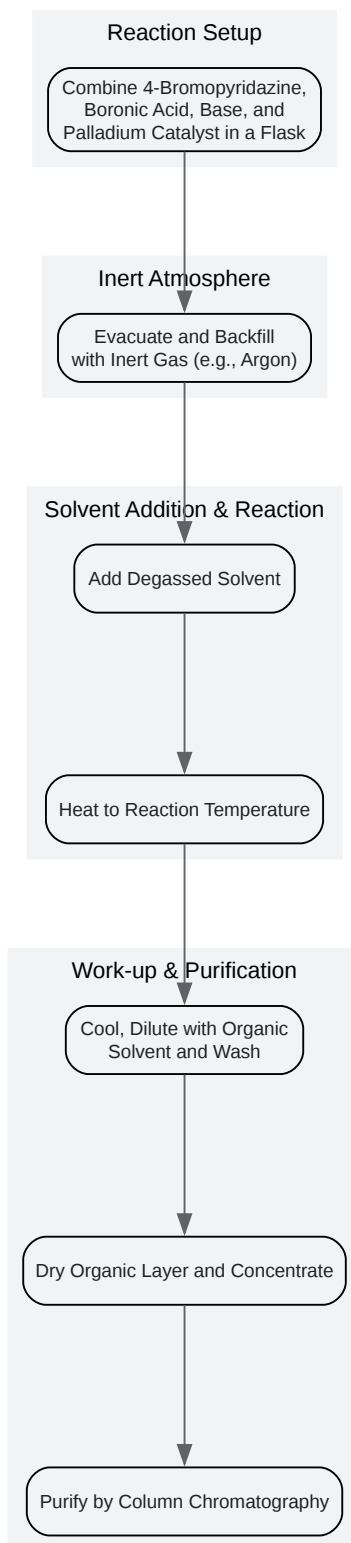 Reaction Setup
Combine 4-Bromopyridazine,
Boronic Acid, Base, and
Palladium Catalyst in a Flask
Inert Atmosphere
Evacuate and Backfill
with Inert Gas (e.g., Argon)
Solvent Addition & Reaction
Add Degassed Solvent
Heat to Reaction Temperature
Work-up & Purification
Cool, Dilute with Organic
Solvent and Wash
Dry Organic Layer and Concentrate
Purify by Column Chromatography